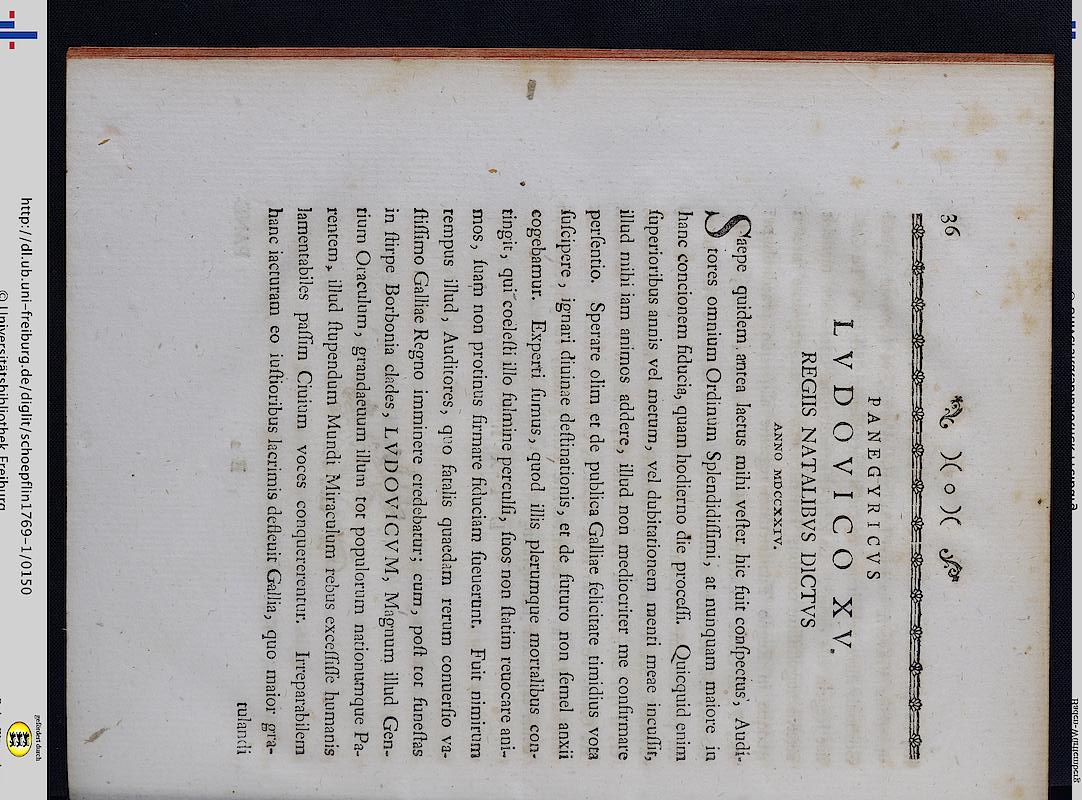 36 )( o )(
PANEGYRICVS
LVDOVICO XV.
REGIIS NATALIBVS DICTVS
ANNO MDCCXXIV.
Saepe quidem antea laetus mihi veſter hic fuit conſpectus, Audi-
tores omnium Ordinum Splendidiſſimi, at nunquam maiore in
hanc concionem fiducia, quam hodierno die proceſſi. Quicquid enim
ſuperioribus annis vel metum, vel dubitationem menti meae incuſſit,
illud mihi iam animos addere, illud non mediocriter me confirmare
perſentio. Sperare olim et de publica Galliae felicitate timidius vota
ſuſcipere, ignari diuinae deſtinationis, et de futuro non ſemel anxii
cogebamur. Experti ſumus, quod illis plerumque mortalibus con-
tingit, qui coeleſti illo fulmine perculſi, ſuos non ſtatim reuocare ani-
mos, ſuam non protinus firmare fiduciam ſueuerunt. Fuit nimirum
tempus illud, Auditores, quo fatalis quaedam rerum conuerſio va-
ſtiſſimo Galliae Regno imminere credebatur; cum, poſt tot funeſtas
in ſtirpe Borbonia clades, LVDOVICVM, Magnum illud Gen-
tium Oraculum, grandaeuum illum tot populorum nationumque Pa-
rentem, illud ſtupendum Mundi Miraculum rebus exceſſiſſe humanis
lamentabiles paſſim Ciuium voces conquererentur. Irreparabilem
hanc iacturam eo iuſtioribus lacrimis defleuit Gallia, quo maior gra-
tulandi
http://dl.ub.uni-freiburg.de/diglit/schoepflin1769-1/0150
© Universitätsbibliothek Freiburg
gefördert durch